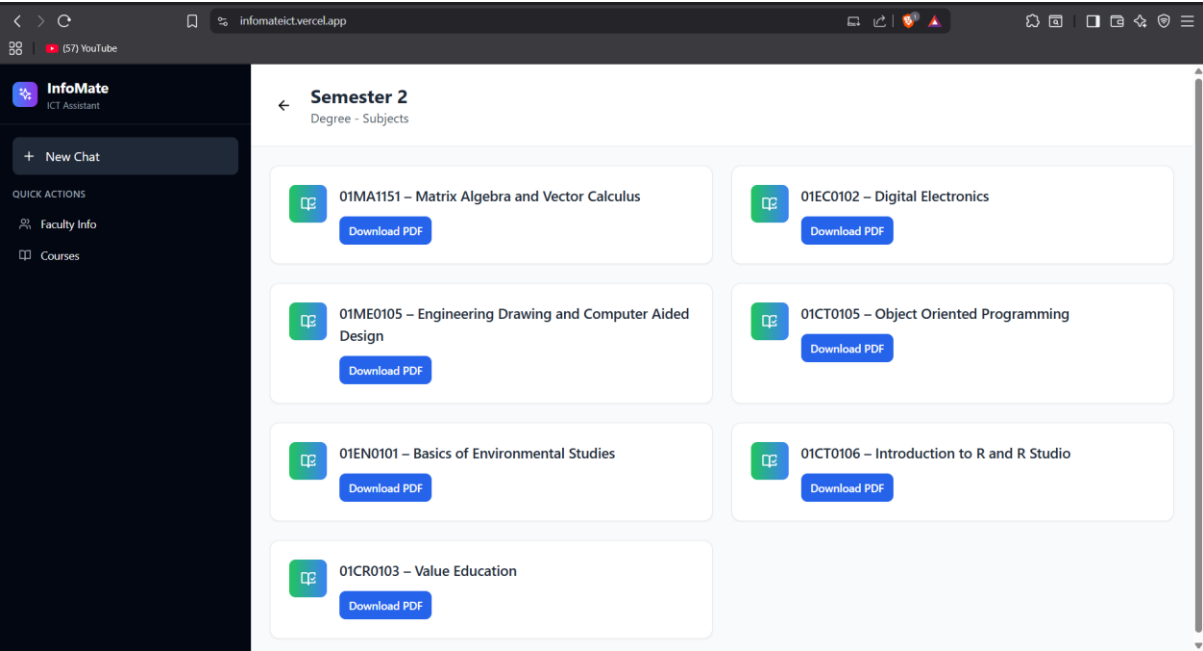 infomateict.vercel.app
(57) YouTube
InfoMate
ICT Assistant
+ New Chat
QUICK ACTIONS
Faculty Info
Courses
Semester 2
Degree - Subjects
01MA1151 – Matrix Algebra and Vector Calculus
Download PDF
01EC0102 – Digital Electronics
Download PDF
01ME0105 – Engineering Drawing and Computer Aided
Design
Download PDF
01CT0105 – Object Oriented Programming
Download PDF
01EN0101 – Basics of Environmental Studies
Download PDF
01CT0106 – Introduction to R and R Studio
Download PDF
01CR0103 – Value Education
Download PDF